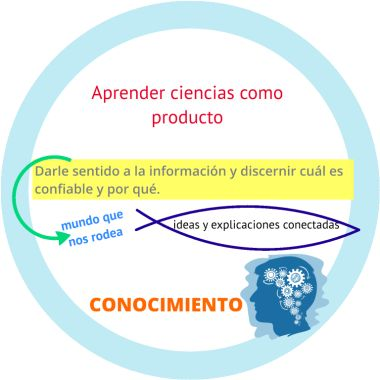 Aprender ciencias como
producto
Darle sentido a la información y discernir cuál es
confiable y por qué.
mundo que
nos rodea
ideas y explicaciones conectadas
CONOCIMIENTO